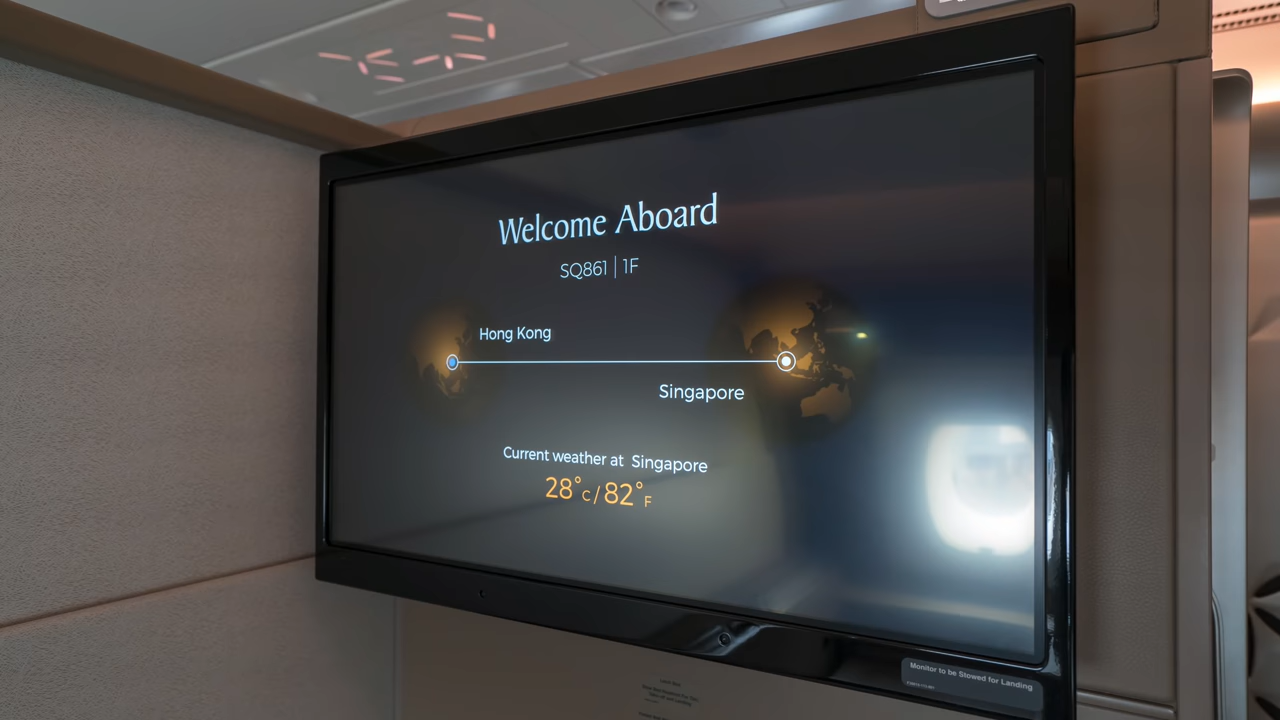 Welcome Aboard
SQ861 | 1F
Hong Kong
Singapore
Current weather at Singapore
28°C / 82°F
Monitor to be Stowed for Landing